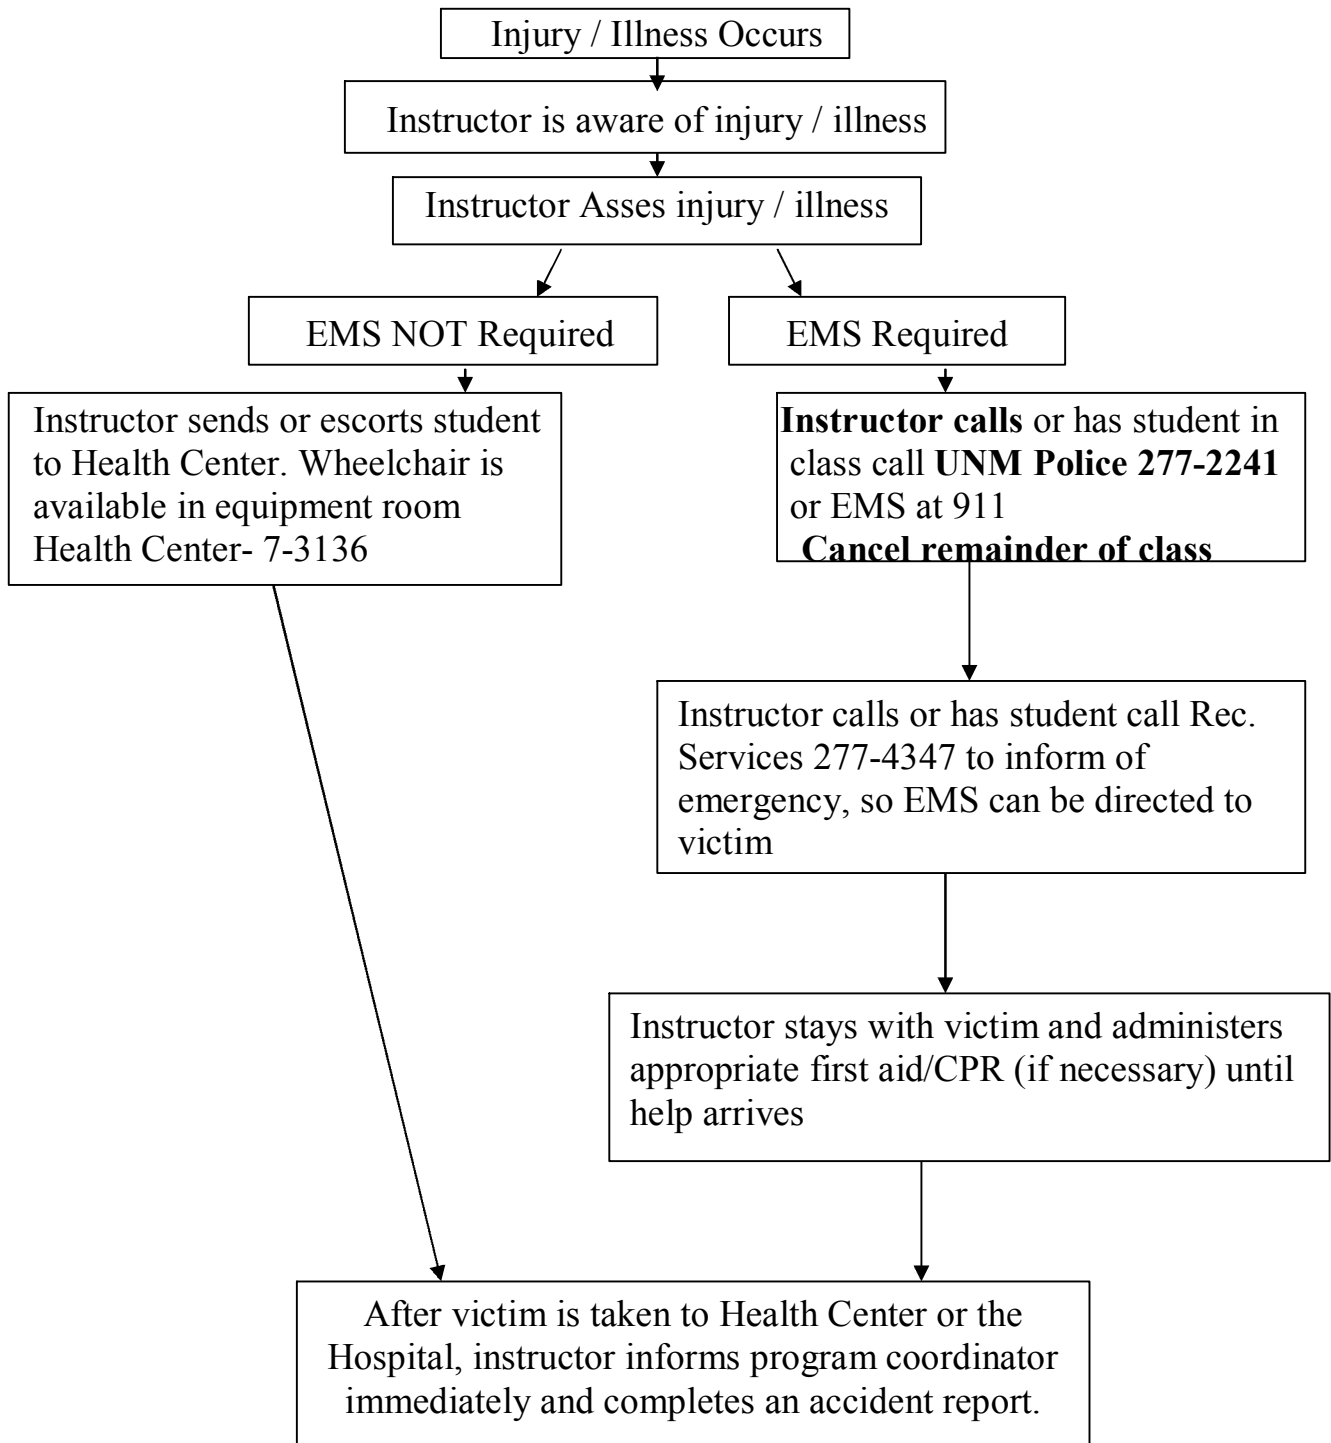 Injury / Illness Occurs
Instructor is aware of injury / illness
Instructor Asses injury / illness
EMS NOT Required
EMS Required
Instructor sends or escorts student
to Health Center. Wheelchair is
available in equipment room
Health Center- 7-3136
Instructor calls or has student in
class call UNM Police 277-2241
or EMS at 911
Cancel remainder of class
Instructor calls or has student call Rec.
Services 277-4347 to inform of
emergency, so EMS can be directed to
victim
Instructor stays with victim and administers
appropriate first aid/CPR (if necessary) until
help arrives
After victim is taken to Health Center or the
Hospital, instructor informs program coordinator
immediately and completes an accident report.